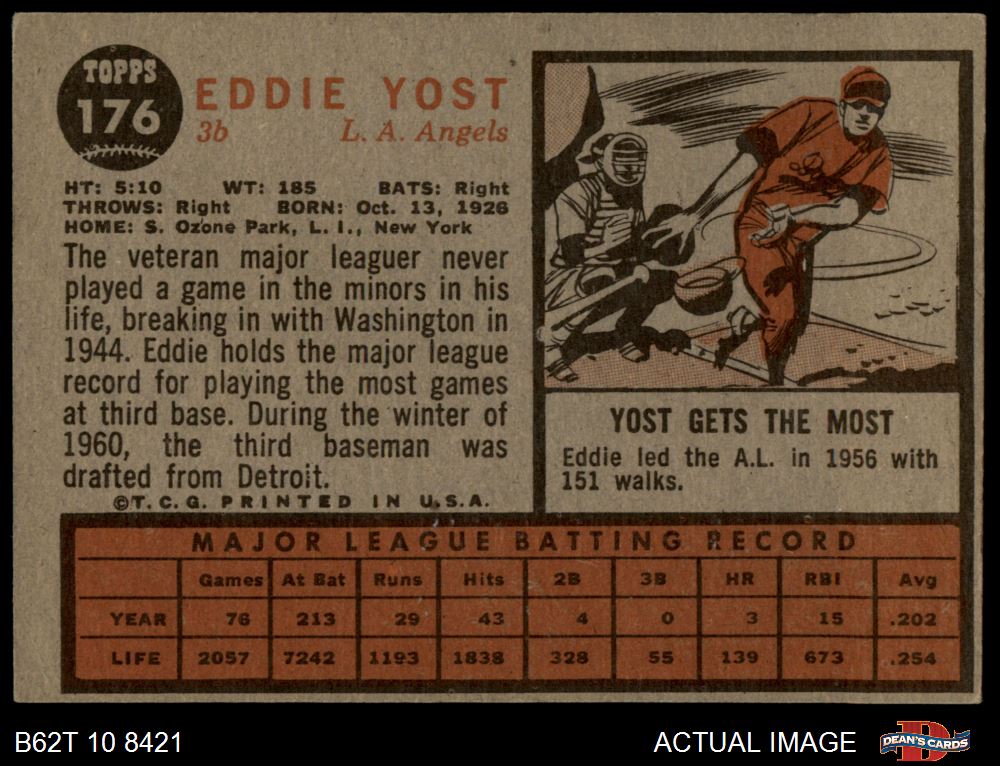 TOPPS
176
EDDIE YOST
3b L. A. Angels
HT: 5:10 WT: 185 BATS: Right
THROWS: Right BORN: Oct. 13, 1926
HOME: S. Ozone Park, L. I., New York
The veteran major leaguer never
played a game in the minors in his
life, breaking in with Washington in
1944. Eddie holds the major league
record for playing the most games
at third base. During the winter of
1960, the third baseman was
drafted from Detroit.
©T. C. G. PRINTED IN U.S.A.
YOST GETS THE MOST
Eddie led the A.L. in 1956 with
151 walks.
MAJOR LEAGUE BATTING RECORD
Games At Bat Runs Hits 2B 3B HR RBI Avg
YEAR 76 213 29 43 4 0 3 15 .202
LIFE 2057 7242 1193 1838 328 55 139 673 .254
B62T 10 8421
ACTUAL IMAGE
D
DEAN'S CARDS